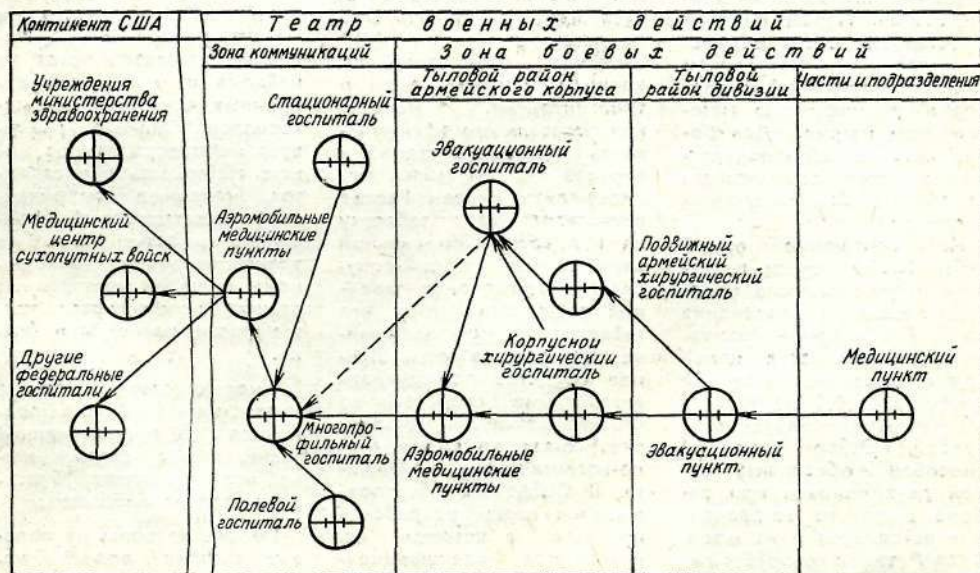 Континент США
Театр военных действий
Зона коммуникаций
Зона боевых действий
Тыловой район
армейского корпуса
Тыловой
район дивизии
Части и подразделения
Учреждения
министерства
здравоохранения
Стационарный
госпиталь
Эвакуационный
госпиталь
Медицинский
центр
сухопутных войск
Аэромобильные
медицинские
пункты
Подвижный
армейский
хирургический
госпиталь
Другие
федеральные
госпитали
Корпусной
хирургический
госпиталь
Медицинский
пункт
Многопро-
фильный
госпиталь
Аэромобильные
медицинские
пункты
Эвакуационный
пункт.
Полевой
госпиталь